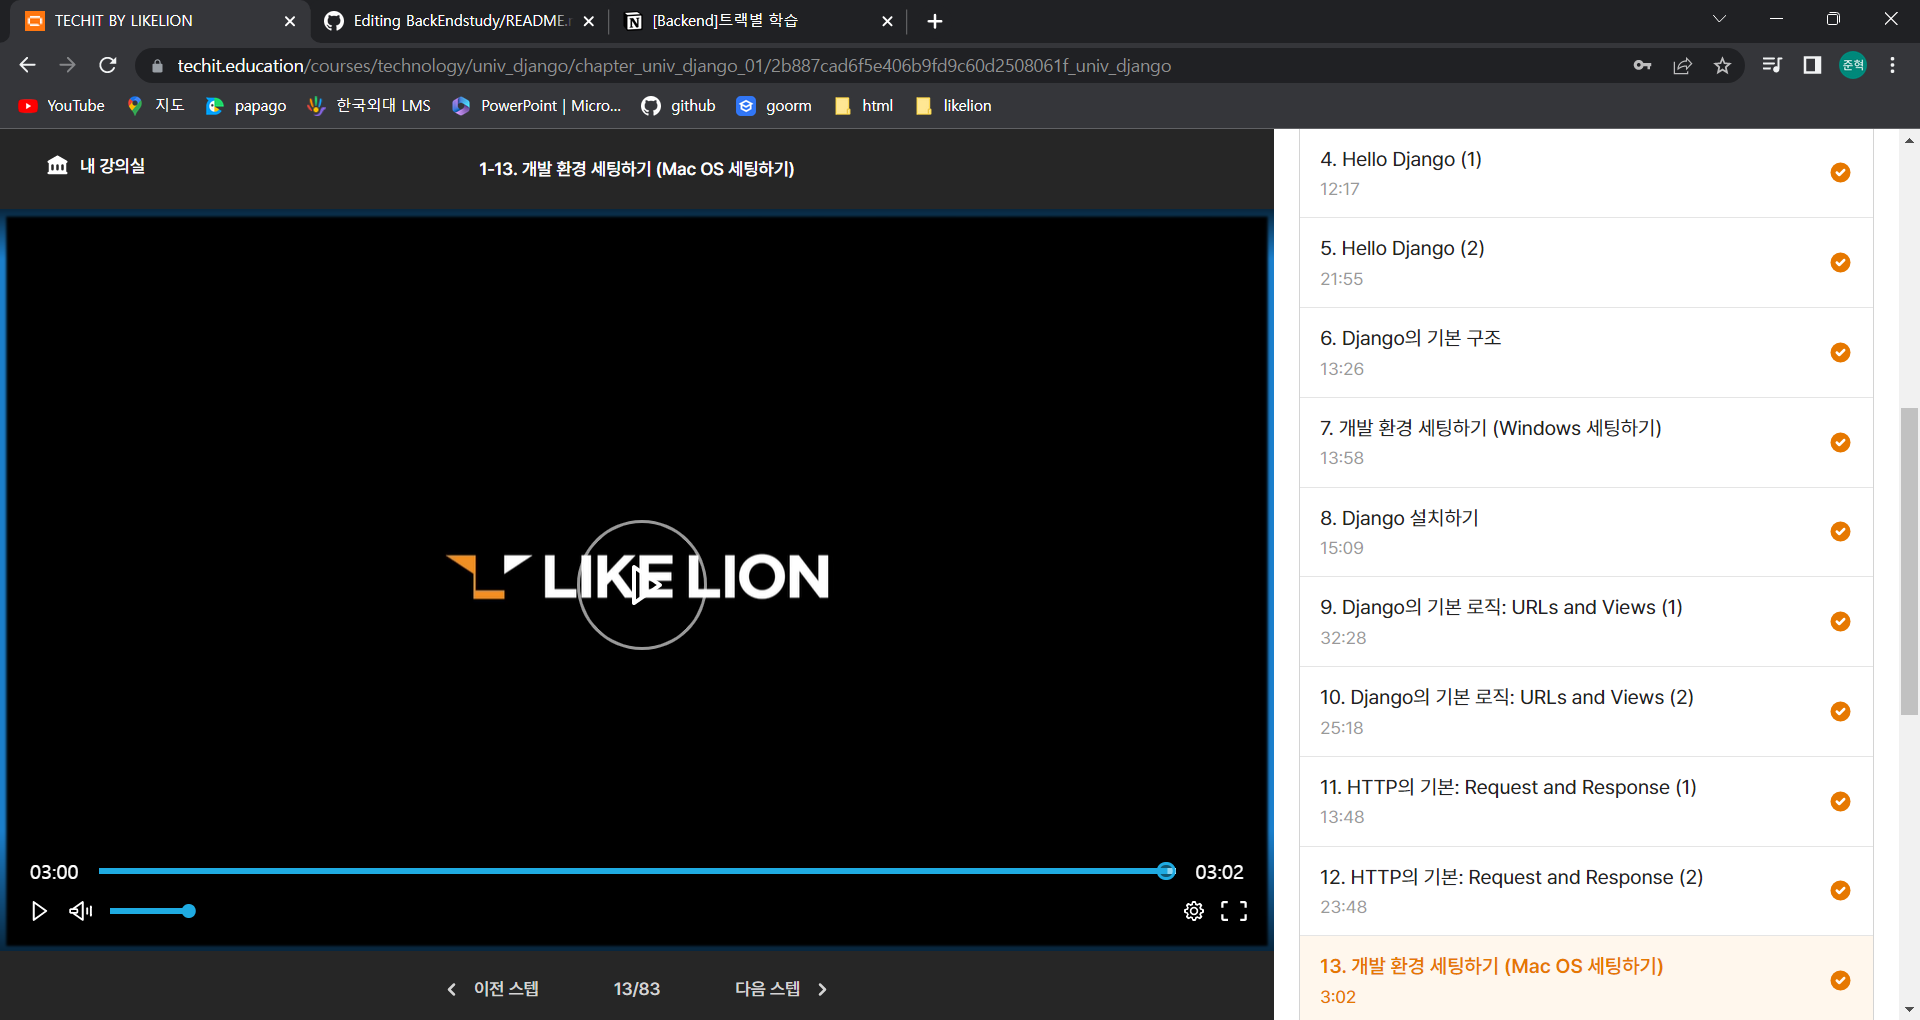 TECHIT BY LIKELION
Editing BackEndstudy/README.
[Backend]트랙별 학습
techit.education/courses/technology/univ_django/chapter_univ_django_01/2b887cad6f5e406b9fd9c60d2508061f_univ_django
준혁
YouTube
지도
papago
한국외대 LMS
PowerPoint | Micro...
github
goorm
html
likelion
내 강의실
1-13. 개발 환경 세팅하기 (Mac OS 세팅하기)
LIKE LION
03:00
03:02
이전 스텝
13/83
다음 스텝
4. Hello Django (1)
12:17
5. Hello Django (2)
21:55
6. Django의 기본 구조
13:26
7. 개발 환경 세팅하기 (Windows 세팅하기)
13:58
8. Django 설치하기
15:09
9. Django의 기본 로직: URLs and Views (1)
32:28
10. Django의 기본 로직: URLs and Views (2)
25:18
11. HTTP의 기본: Request and Response (1)
13:48
12. HTTP의 기본: Request and Response (2)
23:48
13. 개발 환경 세팅하기 (Mac OS 세팅하기)
3:02